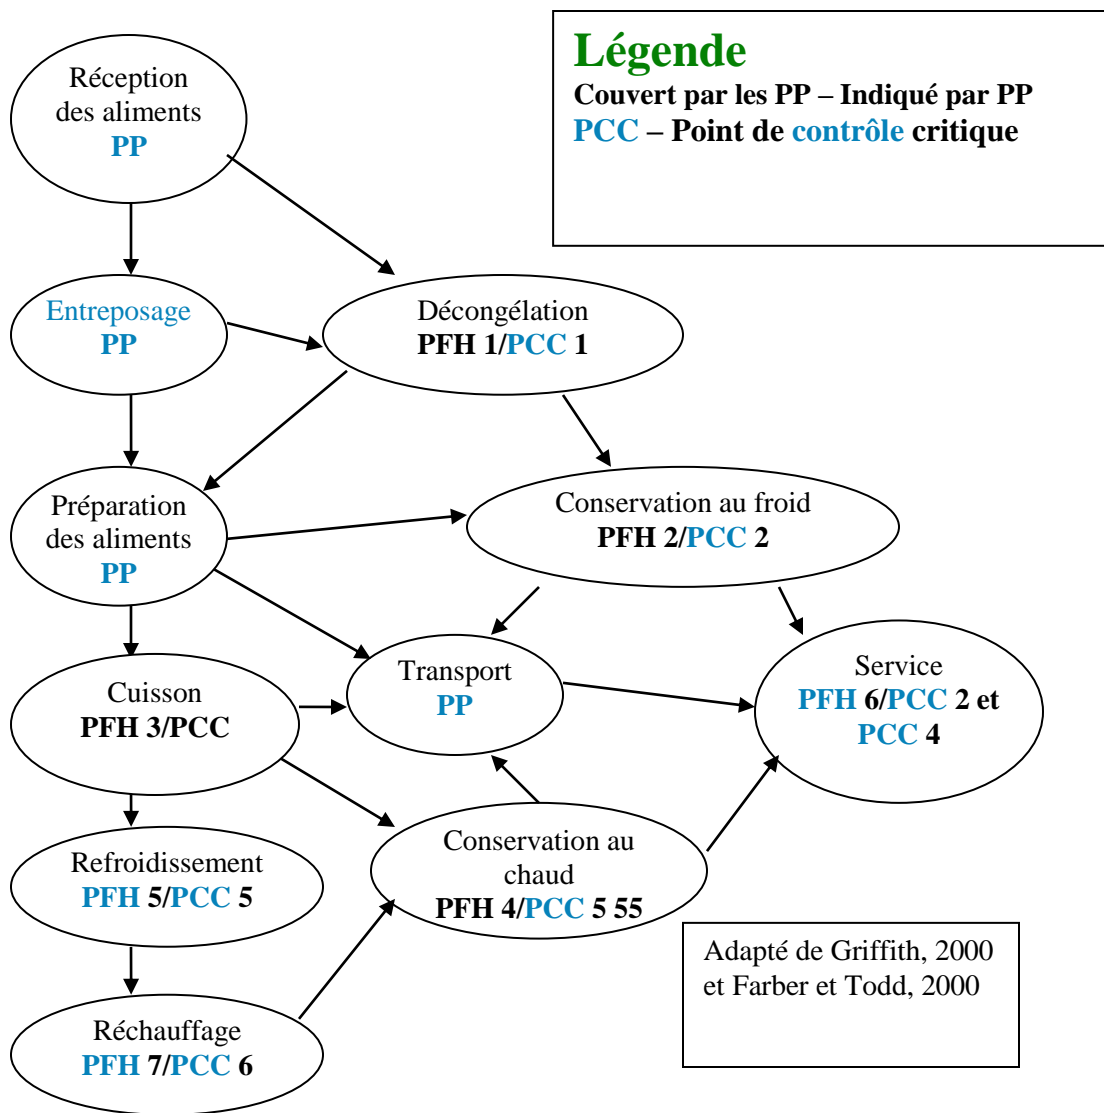 Légende
Couvert par les PP – Indiqué par PP
PCC – Point de contrôle critique
Réception
des aliments
PP
Entreposage
PP
Décongélation
PFH 1/PCC 1
Préparation
des aliments
PP
Conservation au froid
PFH 2/PCC 2
Cuisson
PFH 3/PCC
Transport
PP
Service
PFH 6/PCC 2 et
PCC 4
Refroidissement
PFH 5/PCC 5
Conservation au
chaud
PFH 4/PCC 5 55
Réchauffage
PFH 7/PCC 6
Adapté de Griffith, 2000
et Farber et Todd, 2000